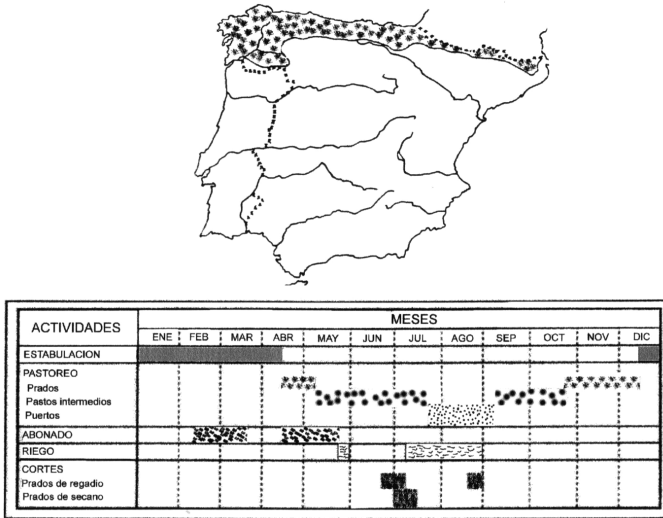 ACTIVIDADES
MESES
ENE FEB MAR ABR MAY JUN JUL AGO SEP OCT NOV DIC
ESTABULACION
PASTOREO
Prados
Pastos intermedios
Puertos
ABONADO
RIEGO
CORTES
Prados de regadio
Prados de secano